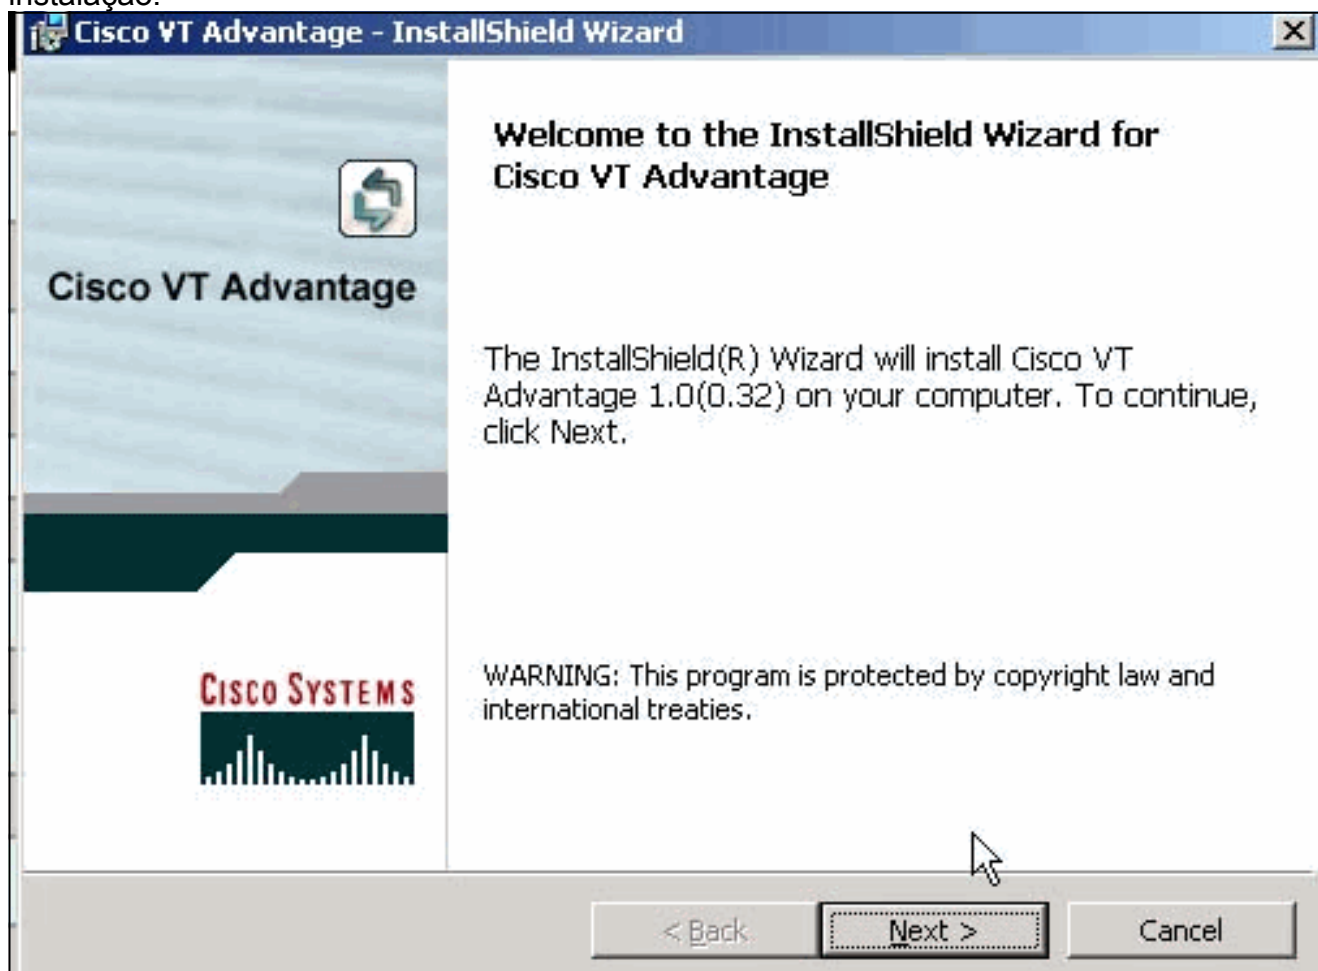 instalação.
Cisco VT Advantage - InstallShield Wizard
Welcome to the InstallShield Wizard for
Cisco VT Advantage
Cisco VT Advantage
The InstallShield(R) Wizard will install Cisco VT
Advantage 1.0(0.32) on your computer. To continue,
click Next.
CISCO SYSTEMS
WARNING: This program is protected by copyright law and
international treaties.
< Back
Next >
Cancel